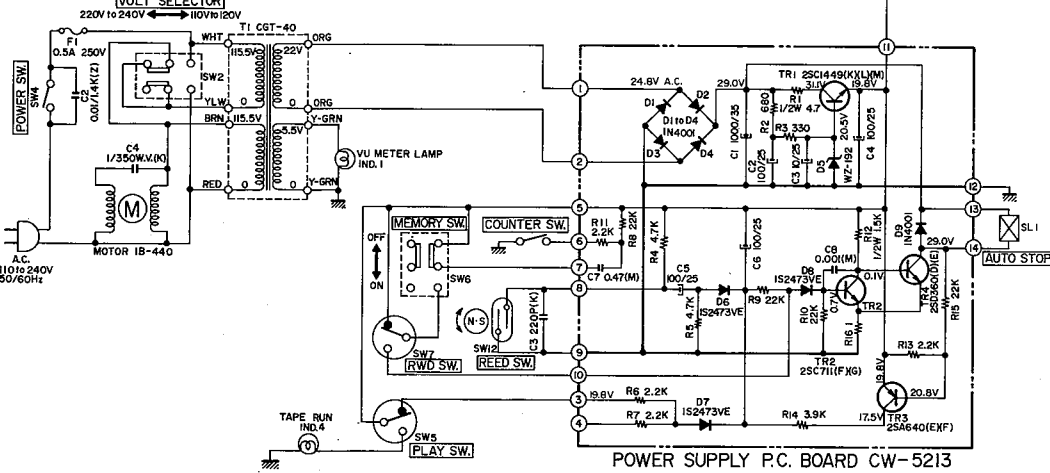 VOLT SELECTOR
220V to 240V 110V to 120V
F1
0.5A 250V
POWER SW.
SW4
C2
0.01/1.4K(Z)
SW2
T1 CGT-40
WHT
115.5V
22V
ORG
YLW
0
0
ORG
BRN
115.5V
5.5V
Y-GRN
RED
0
0
Y-GRN
VU METER LAMP
IND.1
C4
1/350W.V.(K)
M
MOTOR IB-440
A.C.
110 to 240V
50/60Hz
1
24.8V A.C.
29.0V
D1
D2
D1 to D4
1N4001
D3
D4
2
C1 1000/35
R2 680
C2
100/25
R1
1/2W 4.7
R3 330
C3 10/25
TR1 2SC1449(K)(L)(M)
31.1V
19.8V
20.5V
D5
WZ-192
C4 100/25
11
12
13
14
SL1
AUTO STOP
5
MEMORY SW.
COUNTER SW.
OFF
ON
SW6
6
R11
2.2K
R8 22K
7
C7 0.47(M)
8
R4 4.7K
C5
100/25
R5 4.7K
D6
1S2473VE
C6 100/25
R9 22K
D8
1S2473VE
R10
22K
C8
0.001(M)
0.7V
0.1V
TR2
R12
1/2W 1.5K
R16 1
TR2
2SC711(F)(G)
D9
1N4001
29.0V
TR4
2SD360(D)(E)
R15 22K
N·S
SW12
REED SW.
C3 220P(K)
9
SW7
RWD SW.
10
R13 2.2K
19.8V
20.8V
17.5V
TR3
2SA640(E)(F)
3
19.8V
R6 2.2K
4
R7 2.2K
D7
1S2473VE
R14 3.9K
TAPE RUN
IND.4
SW5
PLAY SW.
POWER SUPPLY P.C. BOARD CW-5213